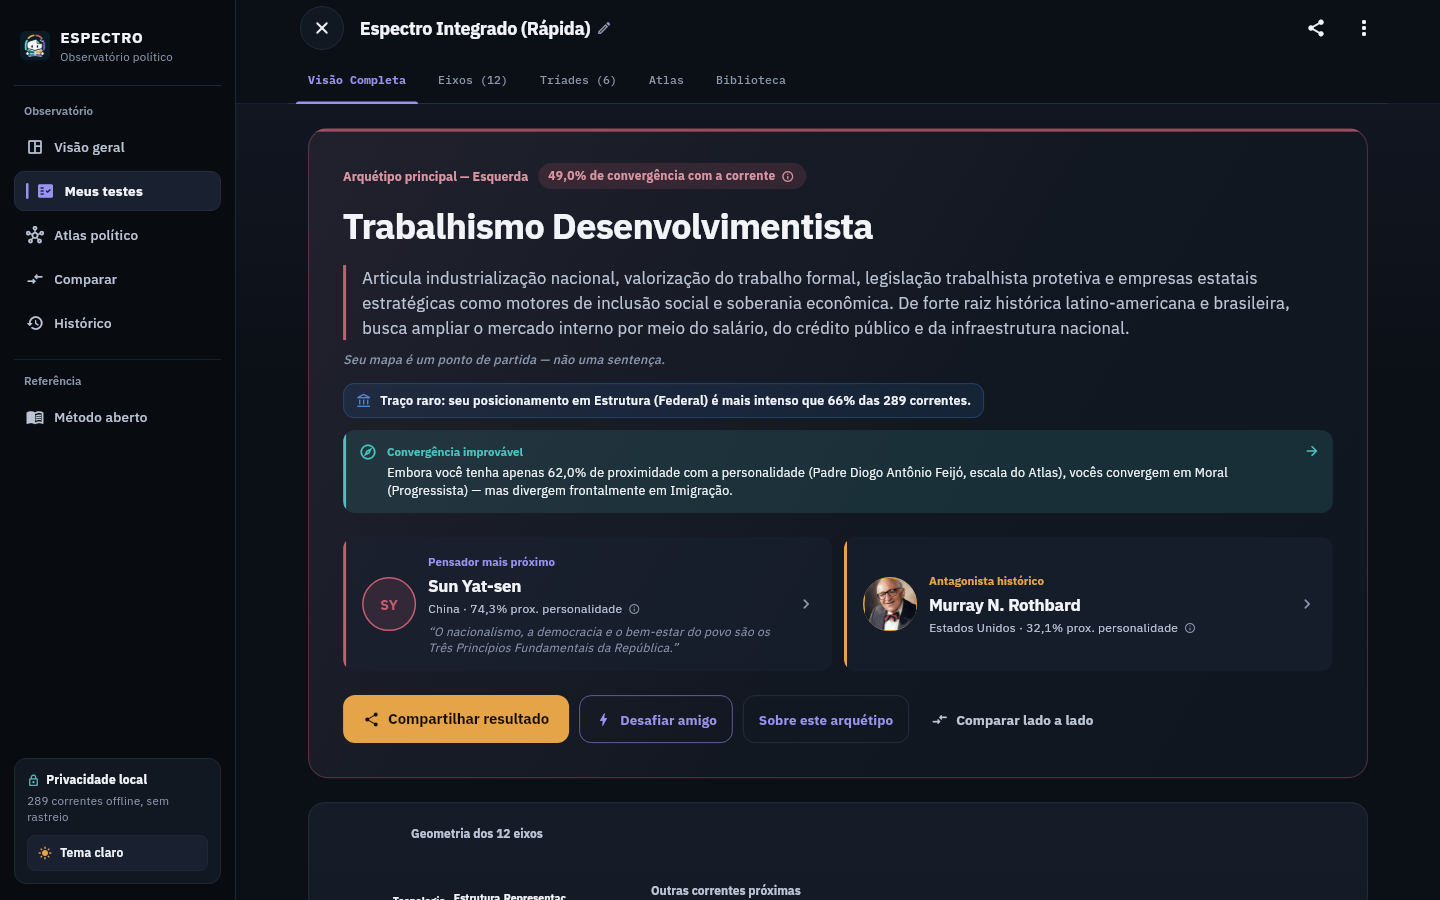 ESPECTRO
Observatório político
Observatório
Visão geral
Meus testes
Atlas político
Comparar
Histórico
Referência
Método aberto
Privacidade local
289 correntes offline, sem
rastreio
Tema claro
Espectro Integrado (Rápida)
Visão Completa
Eixos (12)
Tríades (6)
Atlas
Biblioteca
Arquétipo principal — Esquerda
49,0% de convergência com a corrente
Trabalhismo Desenvolvimentista
Articula industrialização nacional, valorização do trabalho formal, legislação trabalhista protetiva e empresas estatais
estratégicas como motores de inclusão social e soberania econômica. De forte raiz histórica latino-americana e brasileira,
busca ampliar o mercado interno por meio do salário, do crédito público e da infraestrutura nacional.
Seu mapa é um ponto de partida — não uma sentença.
Traço raro: seu posicionamento em Estrutura (Federal) é mais intenso que 66% das 289 correntes.
Convergência improvável
Embora você tenha apenas 62,0% de proximidade com a personalidade (Padre Diogo Antônio Feijó, escala do Atlas), vocês convergem em Moral
(Progressista) — mas divergem frontalmente em Imigração.
Pensador mais próximo
SY
Sun Yat-sen
China · 74,3% prox. personalidade
“O nacionalismo, a democracia e o bem-estar do povo são os
Três Princípios Fundamentais da República.”
Antagonista histórico
Murray N. Rothbard
Estados Unidos · 32,1% prox. personalidade
Compartilhar resultado
Desafiar amigo
Sobre este arquétipo
Comparar lado a lado
Geometria dos 12 eixos
Outras correntes próximas
Tecnologia
Estrutura
Representaç